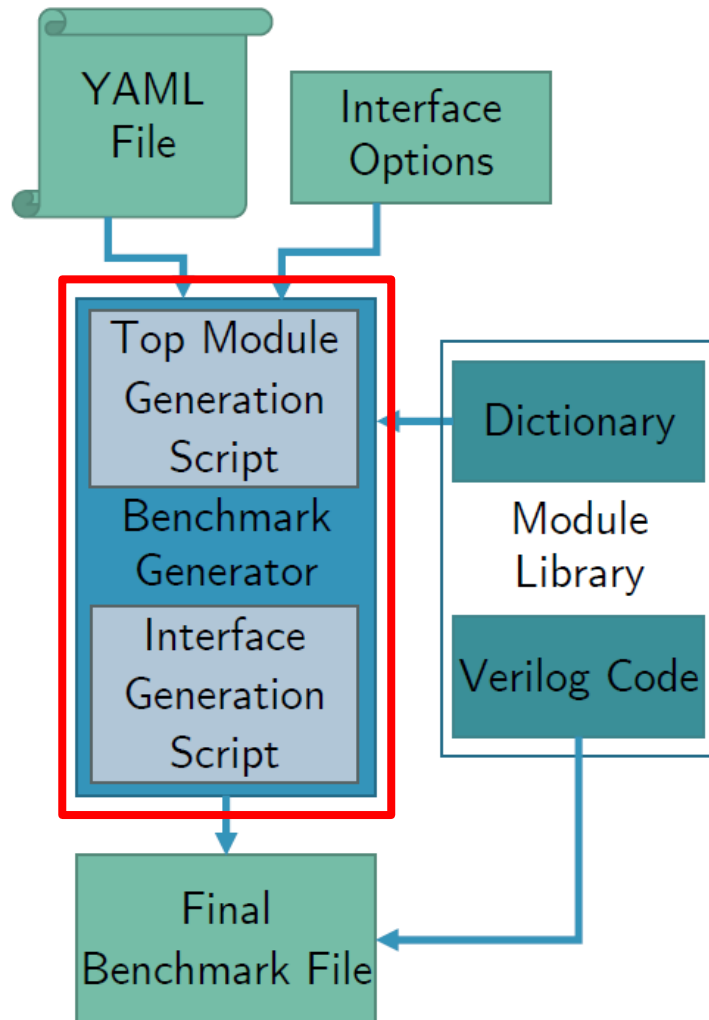 YAML
File
Interface
Options
Top Module
Generation
Script
Benchmark
Generator
Interface
Generation
Script
Dictionary
Module
Library
Verilog Code
Final
Benchmark File